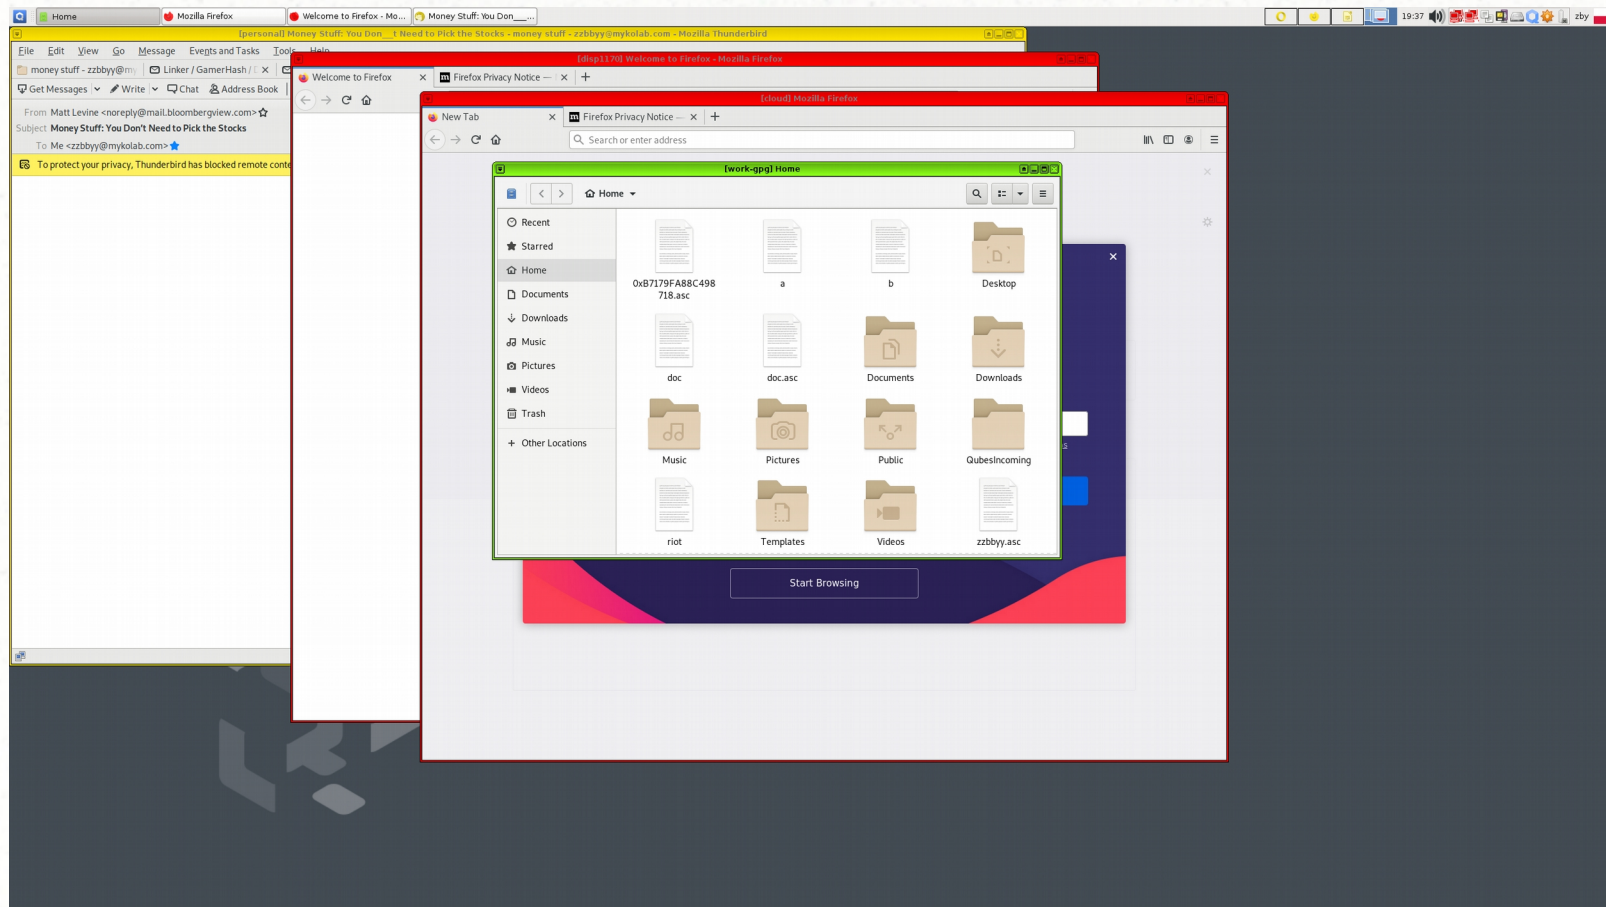 Home
Mozilla Firefox
Welcome to Firefox - Mo...
Money Stuff: You Don___...
19:37
zby
[personal] Money Stuff: You Don__t Need to Pick the Stocks - money stuff - zzbbyy@mykolab.com - Mozilla Thunderbird
File Edit View Go Message Events and Tasks Tools Help
money stuff - zzbbyy@my
Linker / GamerHash /
Get Messages Write Chat Address Book
From Matt Levine <noreply@mail.bloombergview.com>
Subject Money Stuff: You Don't Need to Pick the Stocks
To Me <zzbbyy@mykolab.com>
To protect your privacy, Thunderbird has blocked remote conte
[disp1170] Welcome to Firefox - Mozilla Firefox
Welcome to Firefox
Firefox Privacy Notice —
[cloud] Mozilla Firefox
New Tab
Firefox Privacy Notice —
Search or enter address
[work-gpg] Home
Home
Recent
Starred
Home
Documents
Downloads
Music
Pictures
Videos
Trash
+ Other Locations
0xB7179FA88C498
718.asc
a
b
Desktop
doc
doc.asc
Documents
Downloads
Music
Pictures
Public
QubesIncoming
riot
Templates
Videos
zzbbyy.asc
Start Browsing